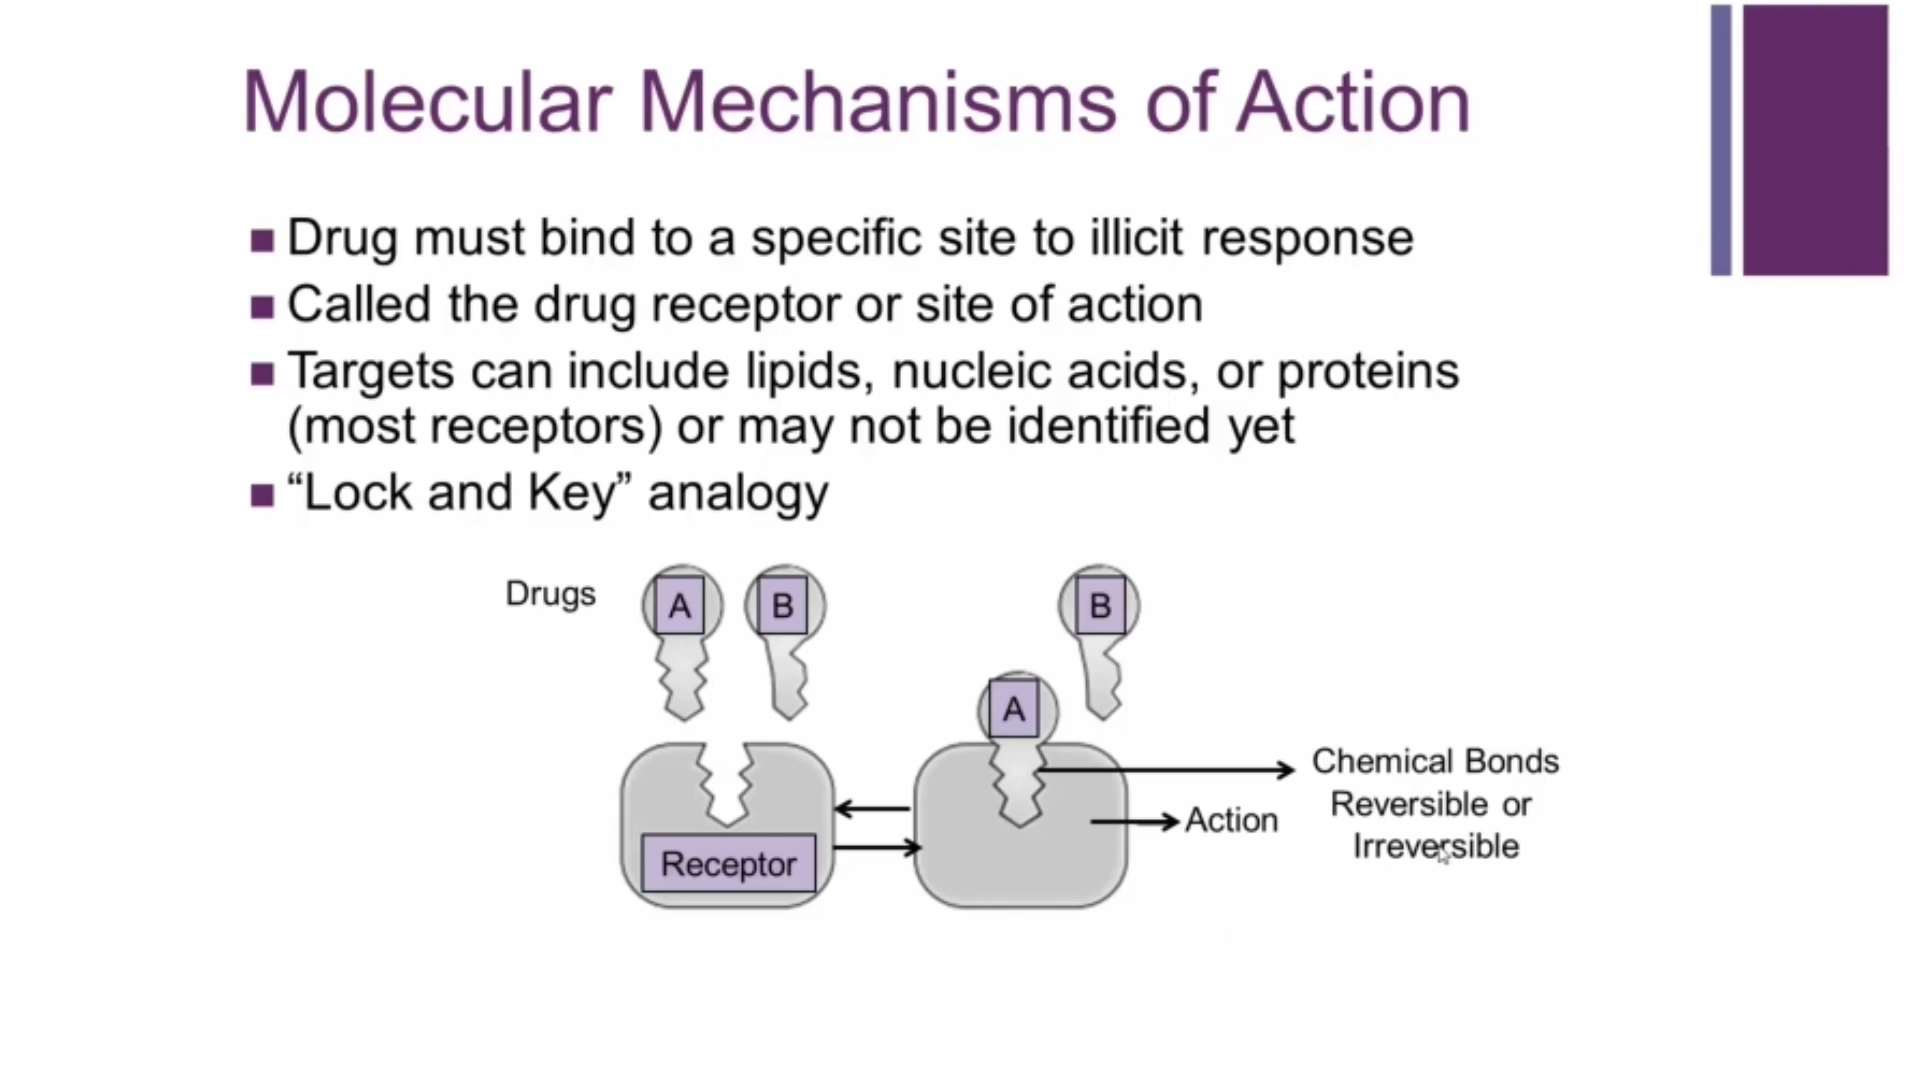 Molecular Mechanisms of Action
Drug must bind to a specific site to illicit response
Called the drug receptor or site of action
Targets can include lipids, nucleic acids, or proteins
(most receptors) or may not be identified yet
“Lock and Key” analogy
Drugs
A
B
B
A
Receptor
Action
Chemical Bonds
Reversible or
Irreversible